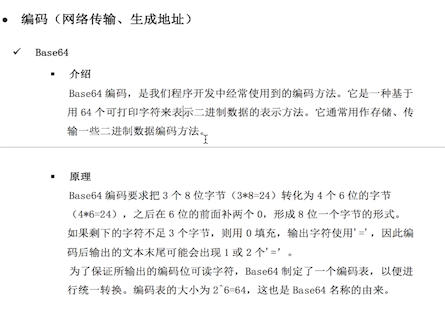 ● 编码（网络传输、生成地址）
✓ Base64
▪ 介绍
Base64 编码，是我们程序开发中经常使用到的编码方法。它是一种基于
用 64 个可打印字符来表示二进制数据的表示方法。它通常用作存储、传
输一些二进制数据编码方法。
▪ 原理
Base64 编码要求把 3 个 8 位字节（3*8=24）转化为 4 个 6 位的字节
（4*6=24），之后在 6 位的前面补两个 0，形成 8 位一个字节的形式。
如果剩下的字符不足 3 个字节，则用 0 填充，输出字符使用'='，因此编
码后输出的文本末尾可能会出现 1 或 2 个'='。
为了保证所输出的编码位可读字符，Base64 制定了一个编码表，以便进
行统一转换。编码表的大小为 2^6=64，这也是 Base64 名称的由来。